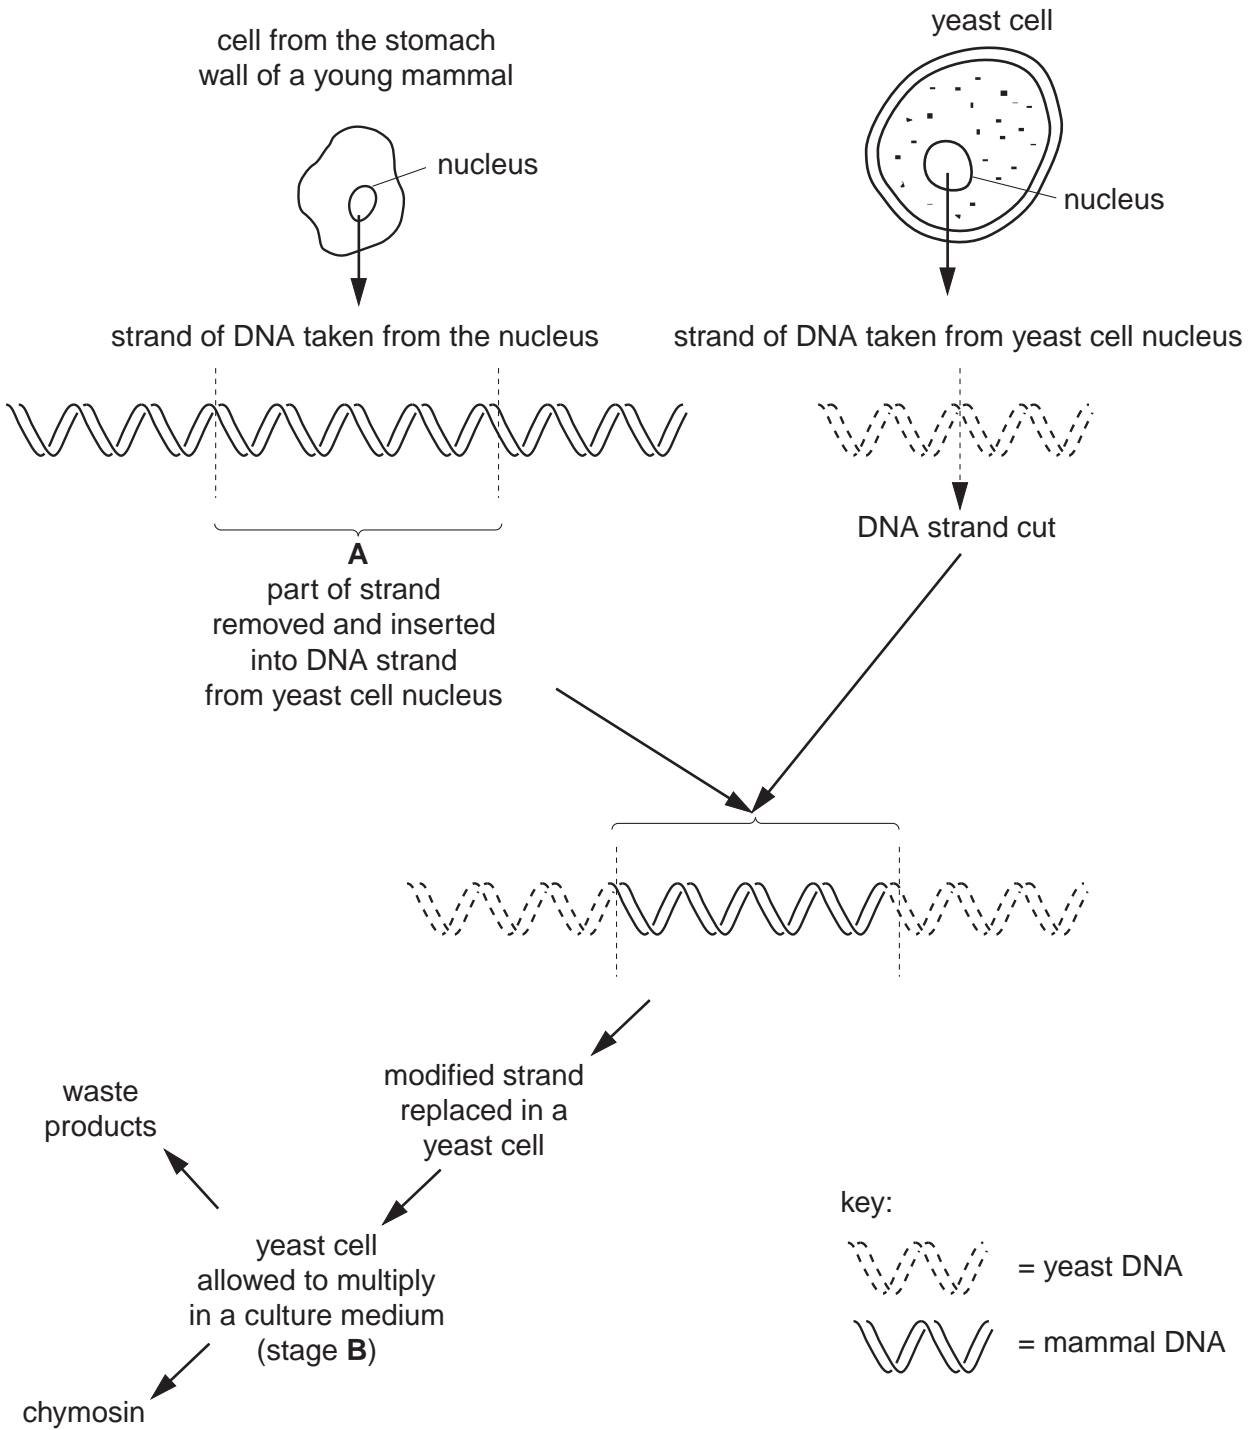 cell from the stomach
wall of a young mammal
nucleus
yeast cell
nucleus
strand of DNA taken from the nucleus
strand of DNA taken from yeast cell nucleus
A
part of strand
removed and inserted
into DNA strand
from yeast cell nucleus
DNA strand cut
modified strand
replaced in a
yeast cell
waste
products
yeast cell
allowed to multiply
in a culture medium
(stage B)
chymosin
key:
= yeast DNA
= mammal DNA